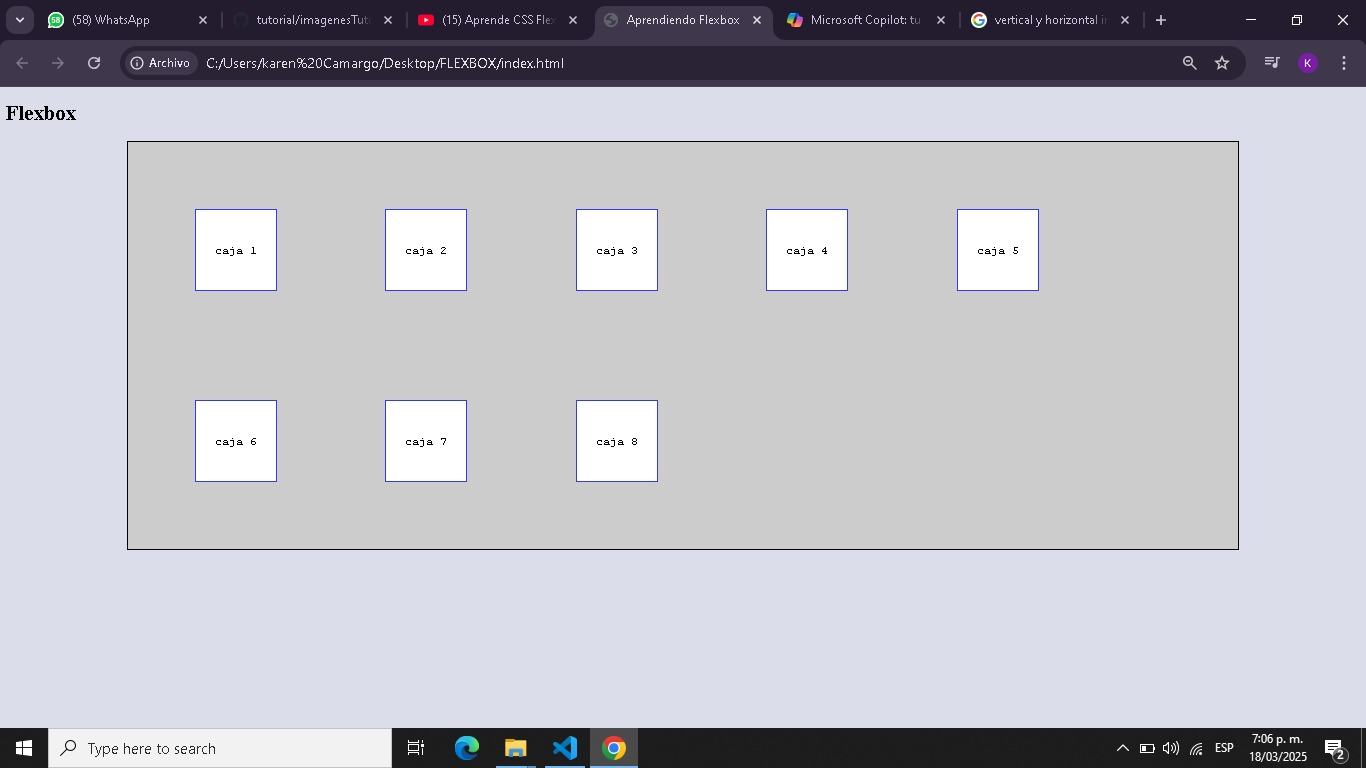 (58) WhatsApp
tutorial/imagenesTut
(15) Aprende CSS Flex
Aprendiendo Flexbox
Microsoft Copilot: tu
vertical y horizontal i
Archivo
C:/Users/karen%20Camargo/Desktop/FLEXBOX/index.html
K
Flexbox
caja 1
caja 2
caja 3
caja 4
caja 5
caja 6
caja 7
caja 8
Type here to search
ESP
7:06 p. m.
18/03/2025
2